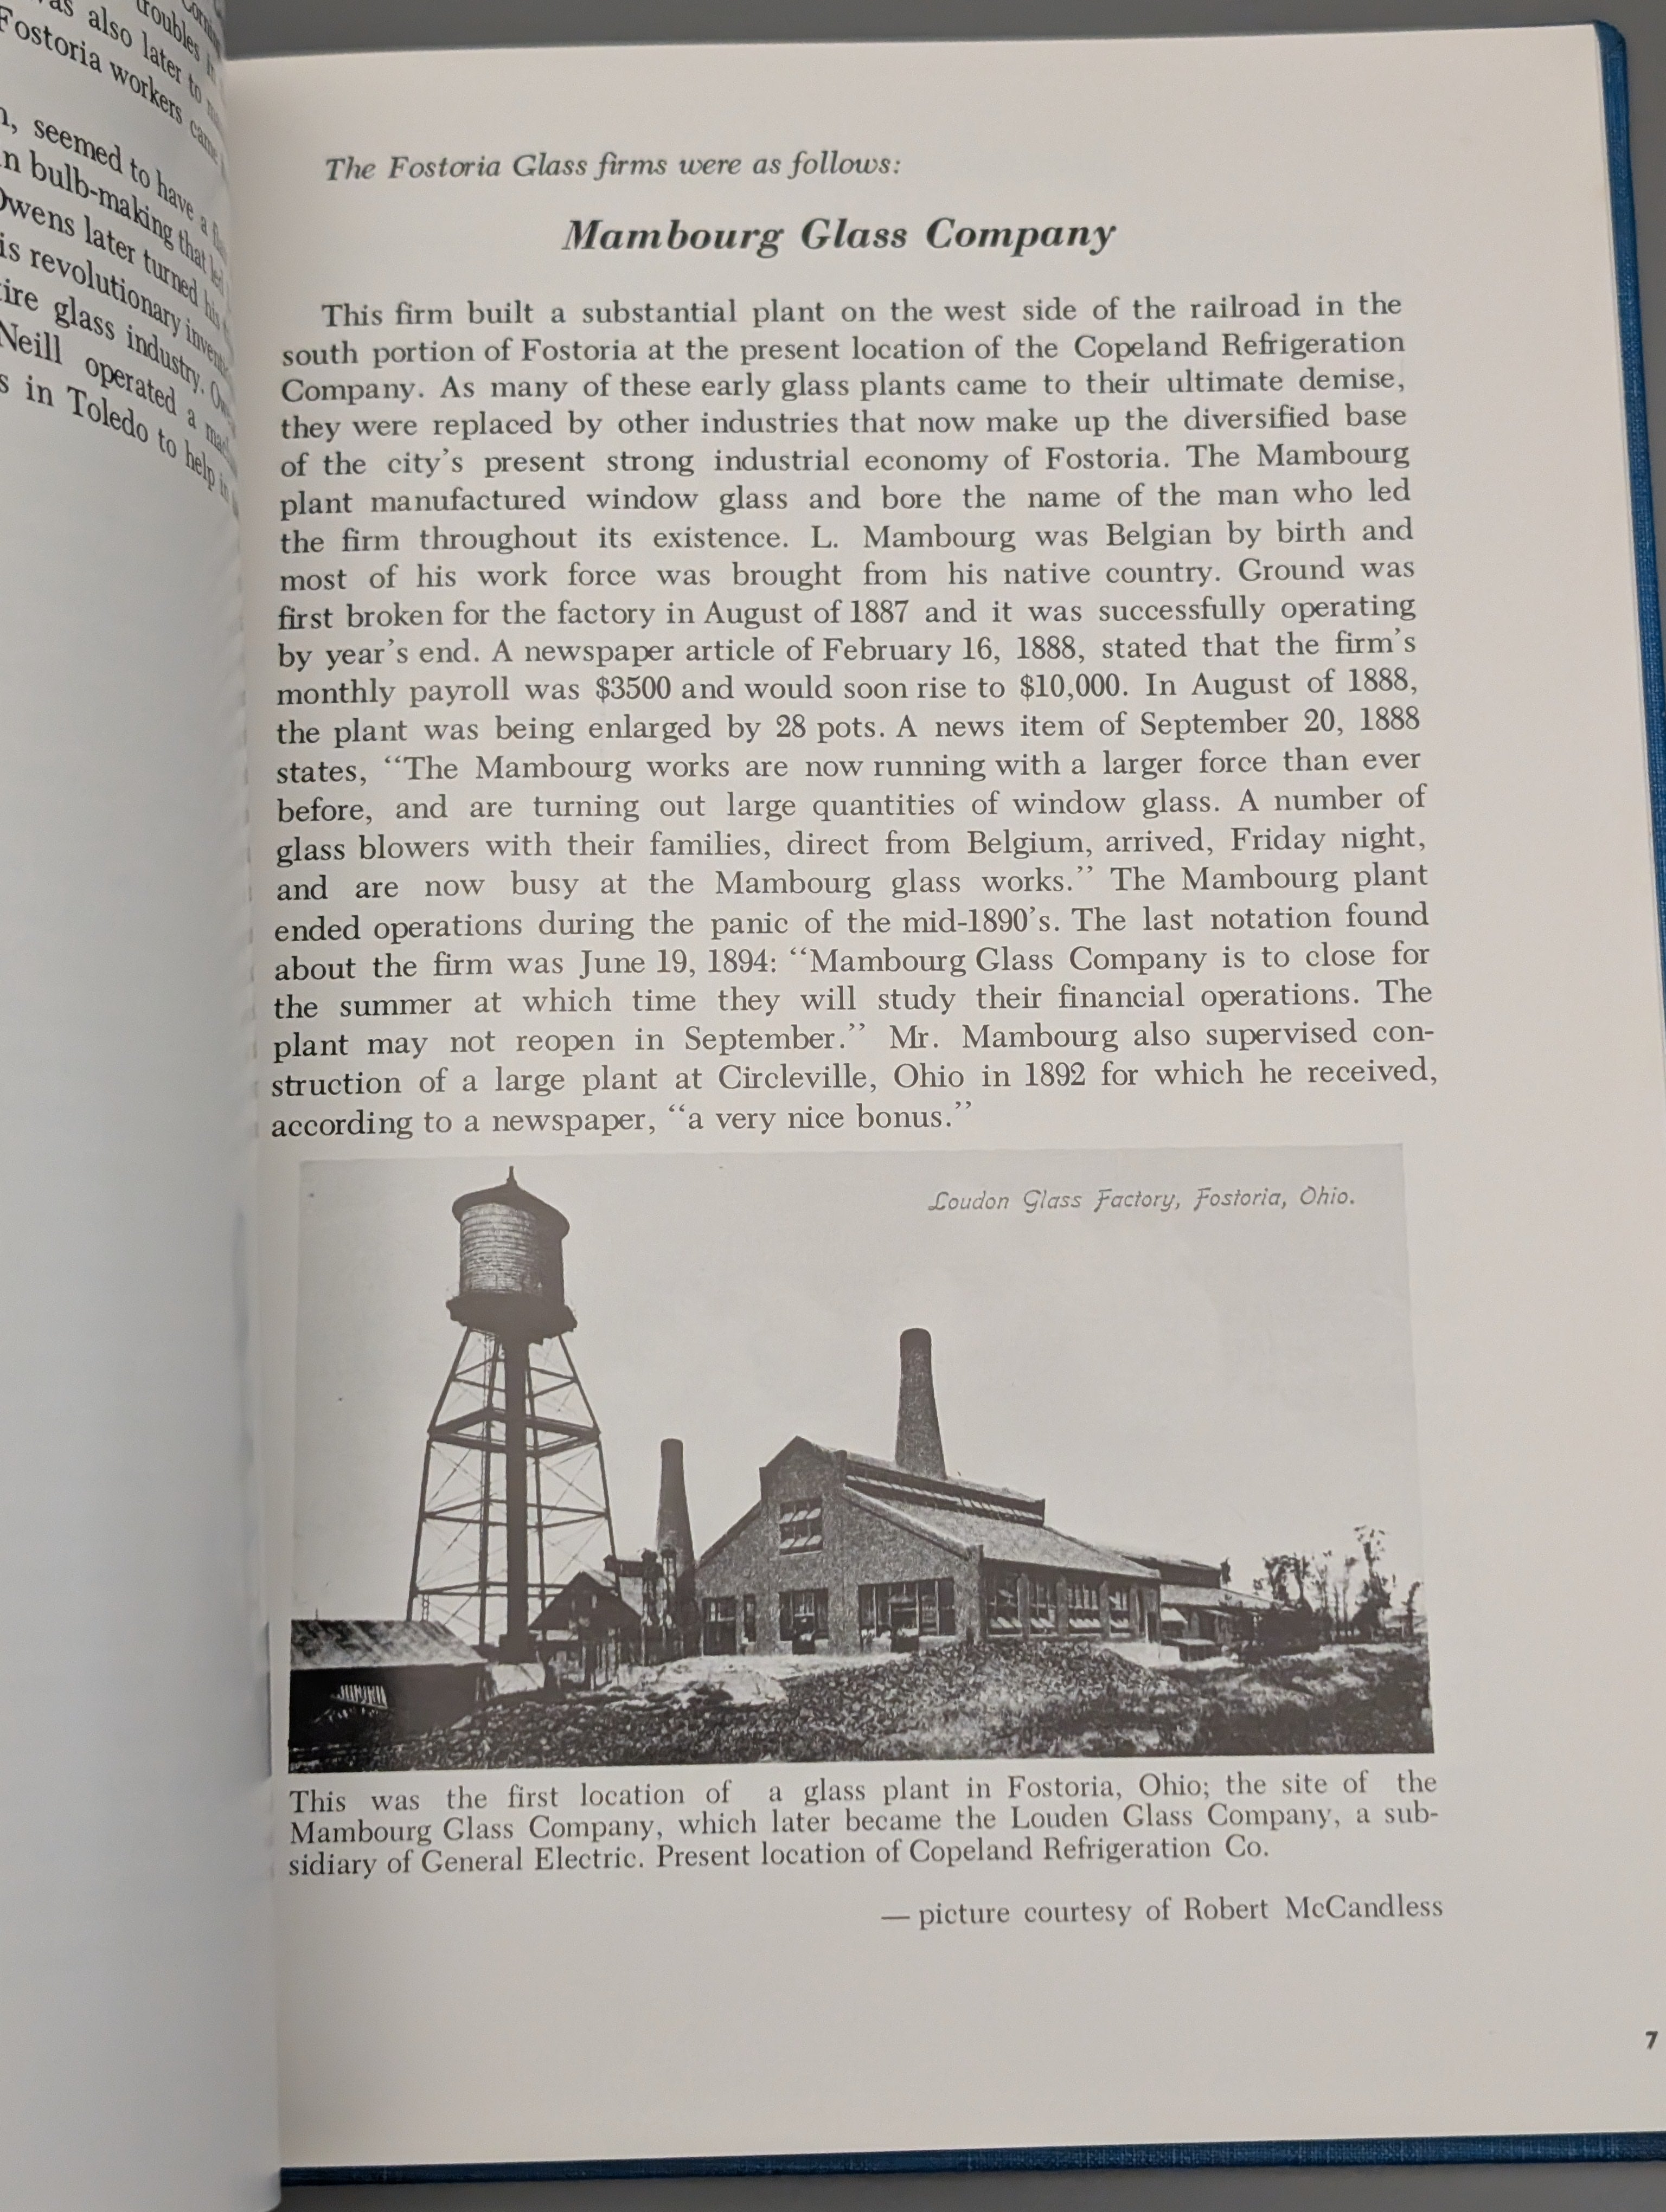 as also later to
Fostoria workers came
seemed to have a
n bulb-making that led
Owens later turned his
is revolutionary
ire glass industry.
Neill operated a
s in Toledo to help in
The Fostoria Glass firms were as follows:
Mambourg Glass Company
This firm built a substantial plant on the west side of the railroad in the
south portion of Fostoria at the present location of the Copeland Refrigeration
Company. As many of these early glass plants came to their ultimate demise,
they were replaced by other industries that now make up the diversified base
of the city's present strong industrial economy of Fostoria. The Mambourg
plant manufactured window glass and bore the name of the man who led
the firm throughout its existence. L. Mambourg was Belgian by birth and
most of his work force was brought from his native country. Ground was
first broken for the factory in August of 1887 and it was successfully operating
by year's end. A newspaper article of February 16, 1888, stated that the firm's
monthly payroll was $3500 and would soon rise to $10,000. In August of 1888,
the plant was being enlarged by 28 pots. A news item of September 20, 1888
states, "The Mambourg works are now running with a larger force than ever
before, and are turning out large quantities of window glass. A number of
glass blowers with their families, direct from Belgium, arrived, Friday night,
and are now busy at the Mambourg glass works." The Mambourg plant
ended operations during the panic of the mid-1890's. The last notation found
about the firm was June 19, 1894: "Mambourg Glass Company is to close for
the summer at which time they will study their financial operations. The
plant may not reopen in September." Mr. Mambourg also supervised con-
struction of a large plant at Circleville, Ohio in 1892 for which he received,
according to a newspaper, "a very nice bonus."
Loudon Glass Factory, Fostoria, Ohio.
This was the first location of a glass plant in Fostoria, Ohio; the site of the
Mambourg Glass Company, which later became the Louden Glass Company, a sub-
sidiary of General Electric. Present location of Copeland Refrigeration Co.
— picture courtesy of Robert McCandless
7